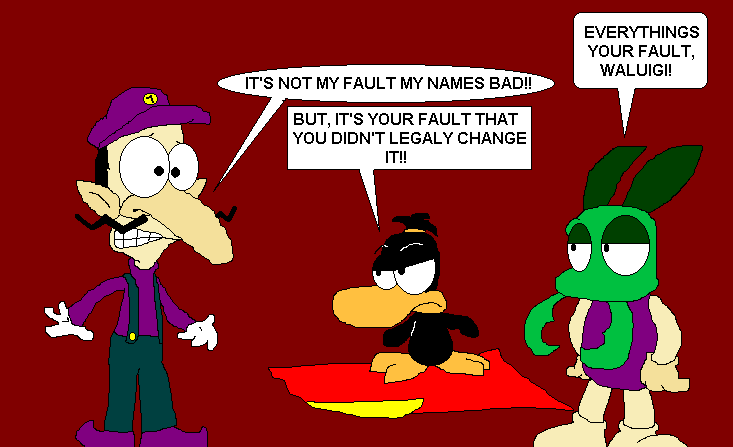 IT'S NOT MY FAULT MY NAMES BAD!!
BUT, IT'S YOUR FAULT THAT
YOU DIDN'T LEGALY CHANGE
IT!!
EVERYTHINGS
YOUR FAULT,
WALUIGI!